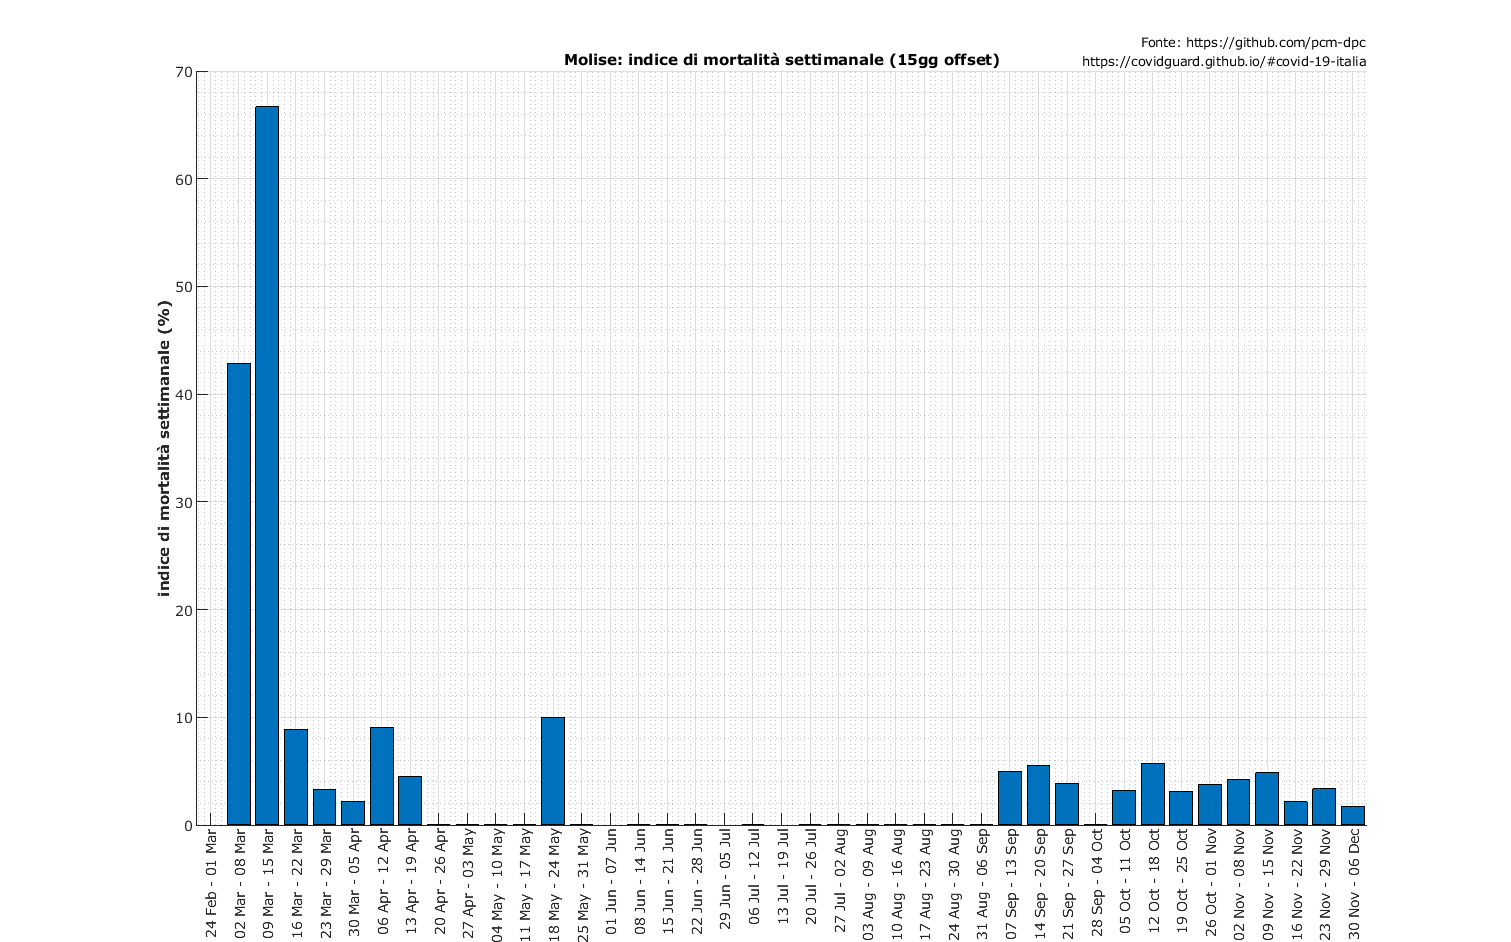 Fonte: https://github.com/pcm-dpc
Molise: indice di mortalità settimanale (15gg offset)
https://covidguard.github.io/#covid-19-italia
indice di mortalità settimanale (%)
70
60
50
40
30
20
10
0
24 Feb - 01 Mar
02 Mar - 08 Mar
09 Mar - 15 Mar
16 Mar - 22 Mar
23 Mar - 29 Mar
30 Mar - 05 Apr
06 Apr - 12 Apr
13 Apr - 19 Apr
20 Apr - 26 Apr
27 Apr - 03 May
04 May - 10 May
11 May - 17 May
18 May - 24 May
25 May - 31 May
01 Jun - 07 Jun
08 Jun - 14 Jun
15 Jun - 21 Jun
22 Jun - 28 Jun
29 Jun - 05 Jul
06 Jul - 12 Jul
13 Jul - 19 Jul
20 Jul - 26 Jul
27 Jul - 02 Aug
03 Aug - 09 Aug
10 Aug - 16 Aug
17 Aug - 23 Aug
24 Aug - 30 Aug
31 Aug - 06 Sep
07 Sep - 13 Sep
14 Sep - 20 Sep
21 Sep - 27 Sep
28 Sep - 04 Oct
05 Oct - 11 Oct
12 Oct - 18 Oct
19 Oct - 25 Oct
26 Oct - 01 Nov
02 Nov - 08 Nov
09 Nov - 15 Nov
16 Nov - 22 Nov
23 Nov - 29 Nov
30 Nov - 06 Dec